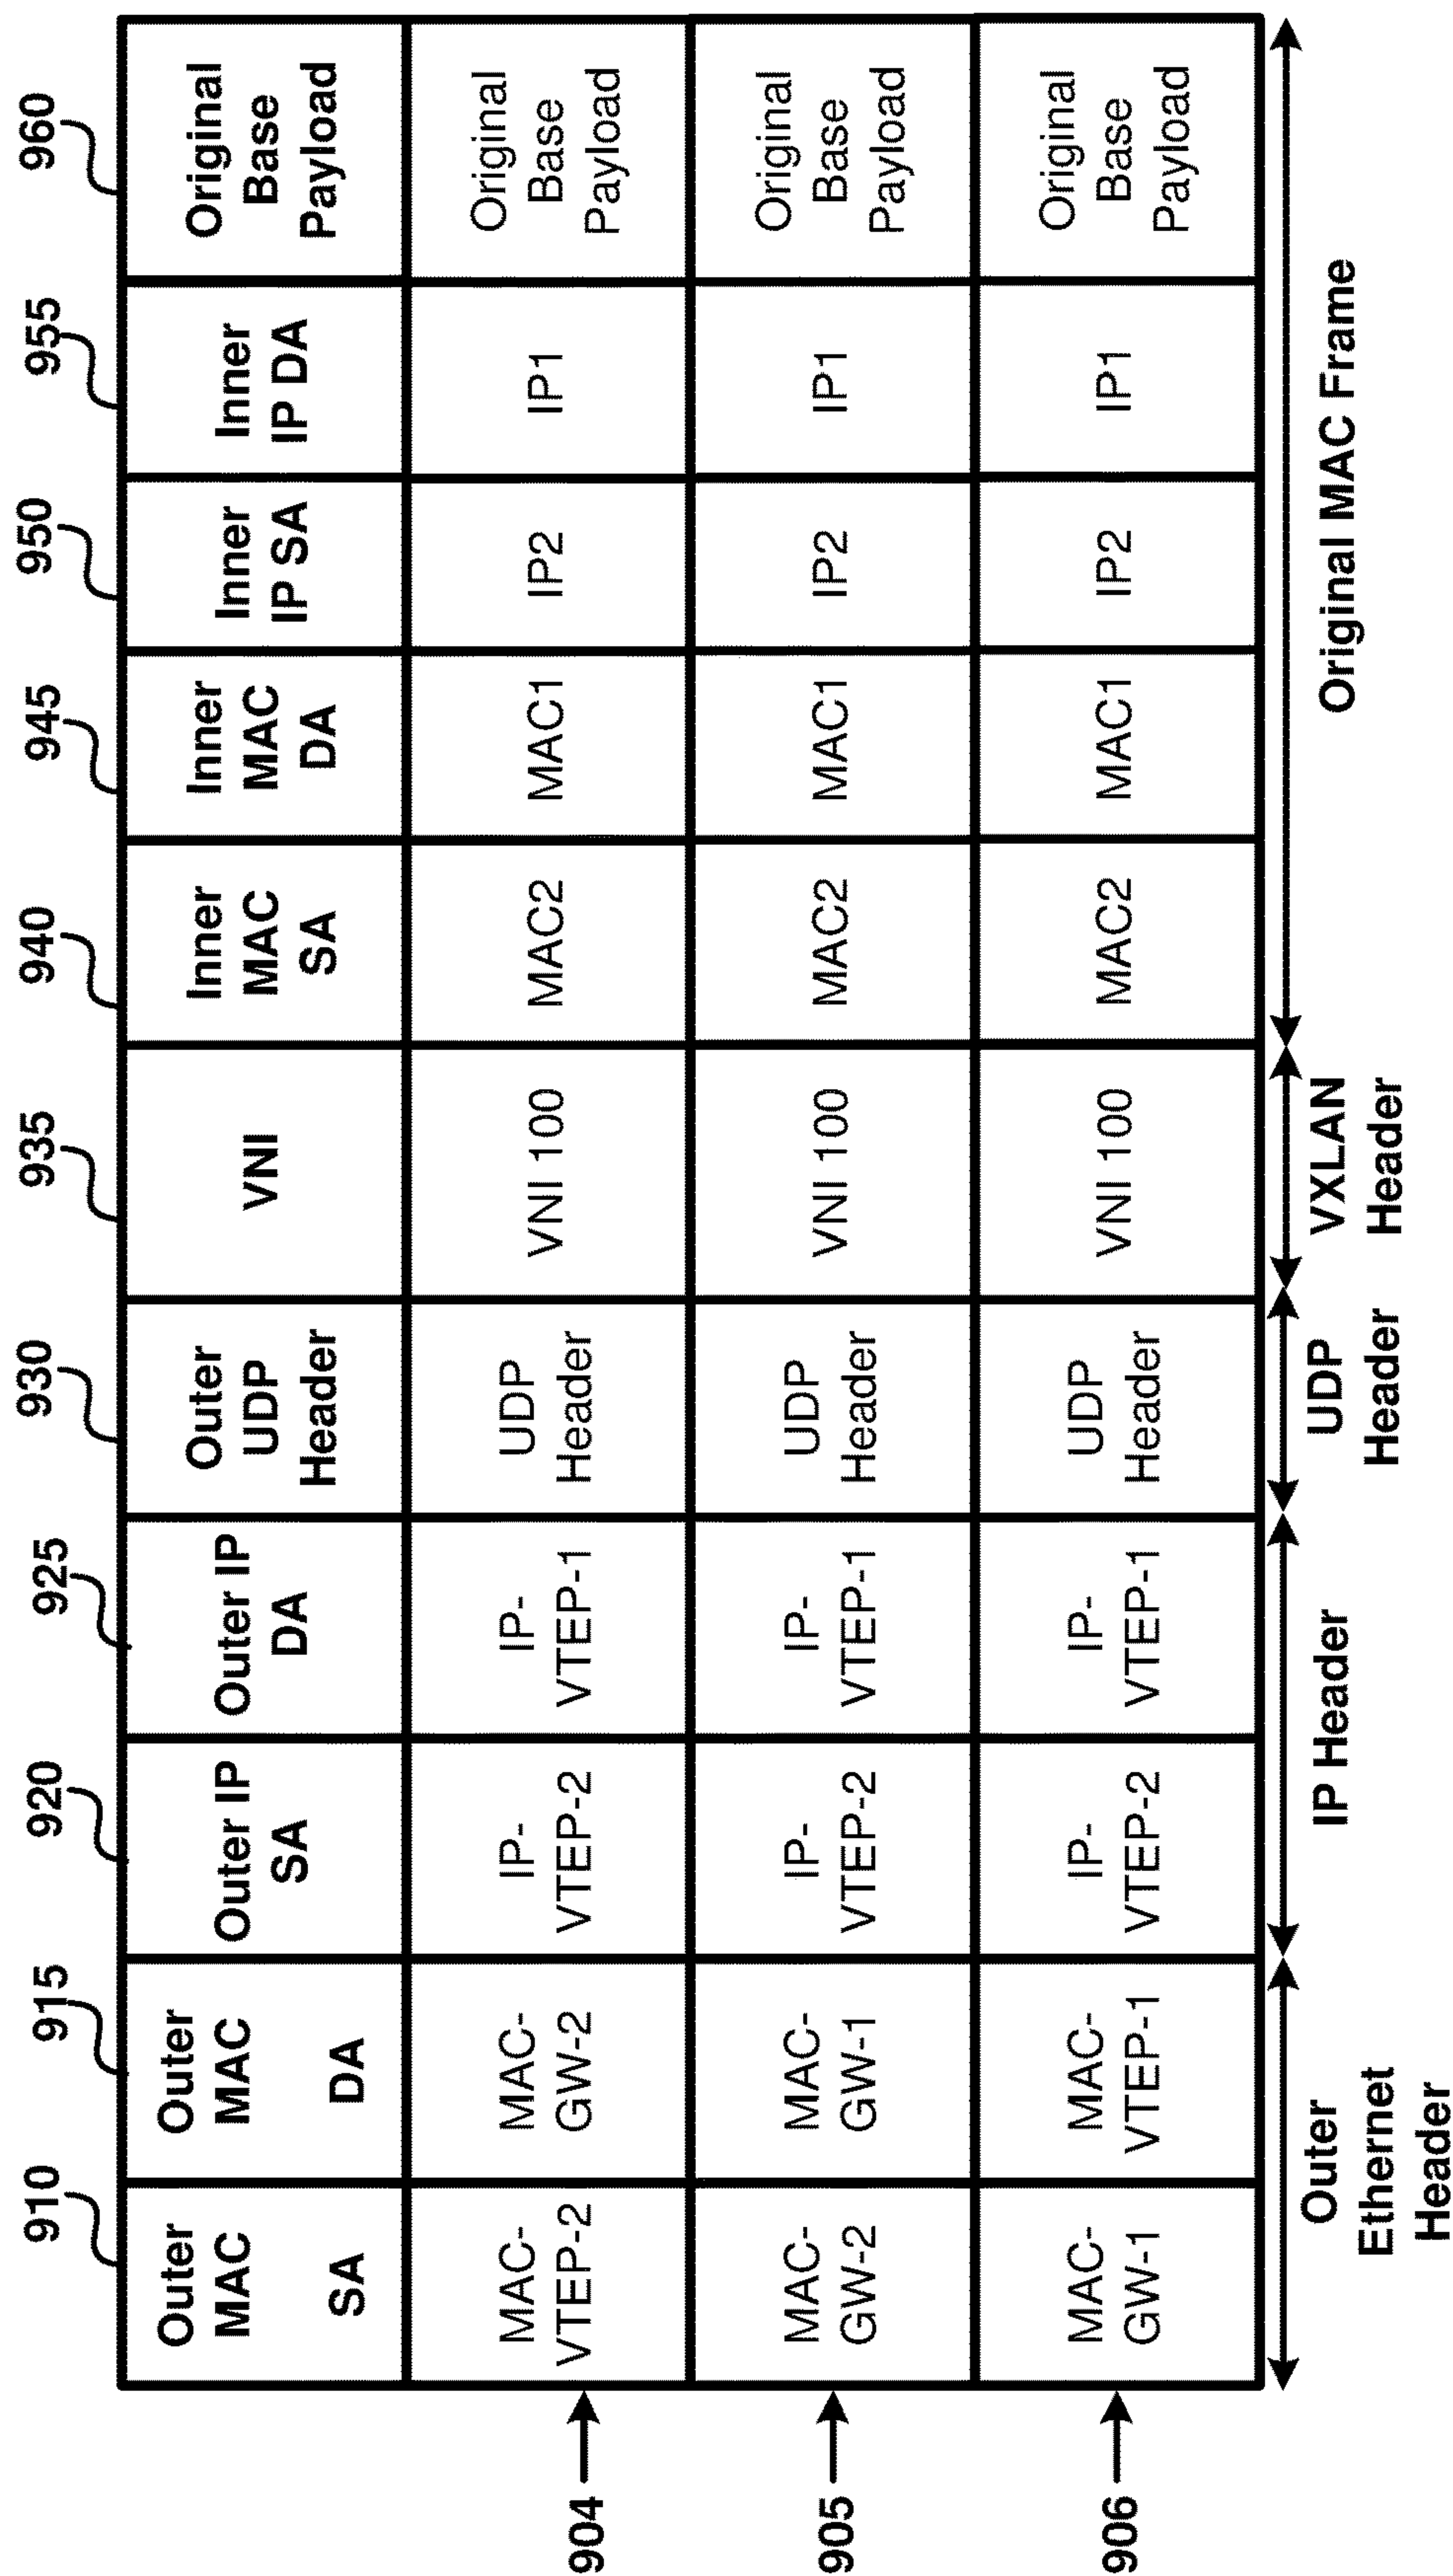 910
915
920
925
930
935
940
945
950
955
960
Outer
MAC
SA
Outer
MAC
DA
Outer IP
SA
Outer IP
DA
Outer
UDP
Header
VNI
Inner
MAC
SA
Inner
MAC
DA
Inner
IP SA
Inner
IP DA
Original
Base
Payload
904
MAC-
VTEP-2
MAC-
GW-2
IP-
VTEP-2
IP-
VTEP-1
UDP
Header
VNI 100
MAC2
MAC1
IP2
IP1
Original
Base
Payload
905
MAC-
GW-2
MAC-
GW-1
IP-
VTEP-2
IP-
VTEP-1
UDP
Header
VNI 100
MAC2
MAC1
IP2
IP1
Original
Base
Payload
906
MAC-
GW-1
MAC-
VTEP-1
IP-
VTEP-2
IP-
VTEP-1
UDP
Header
VNI 100
MAC2
MAC1
IP2
IP1
Original
Base
Payload
Outer
Ethernet
Header
IP Header
UDP
Header
VXLAN
Header
Original MAC Frame